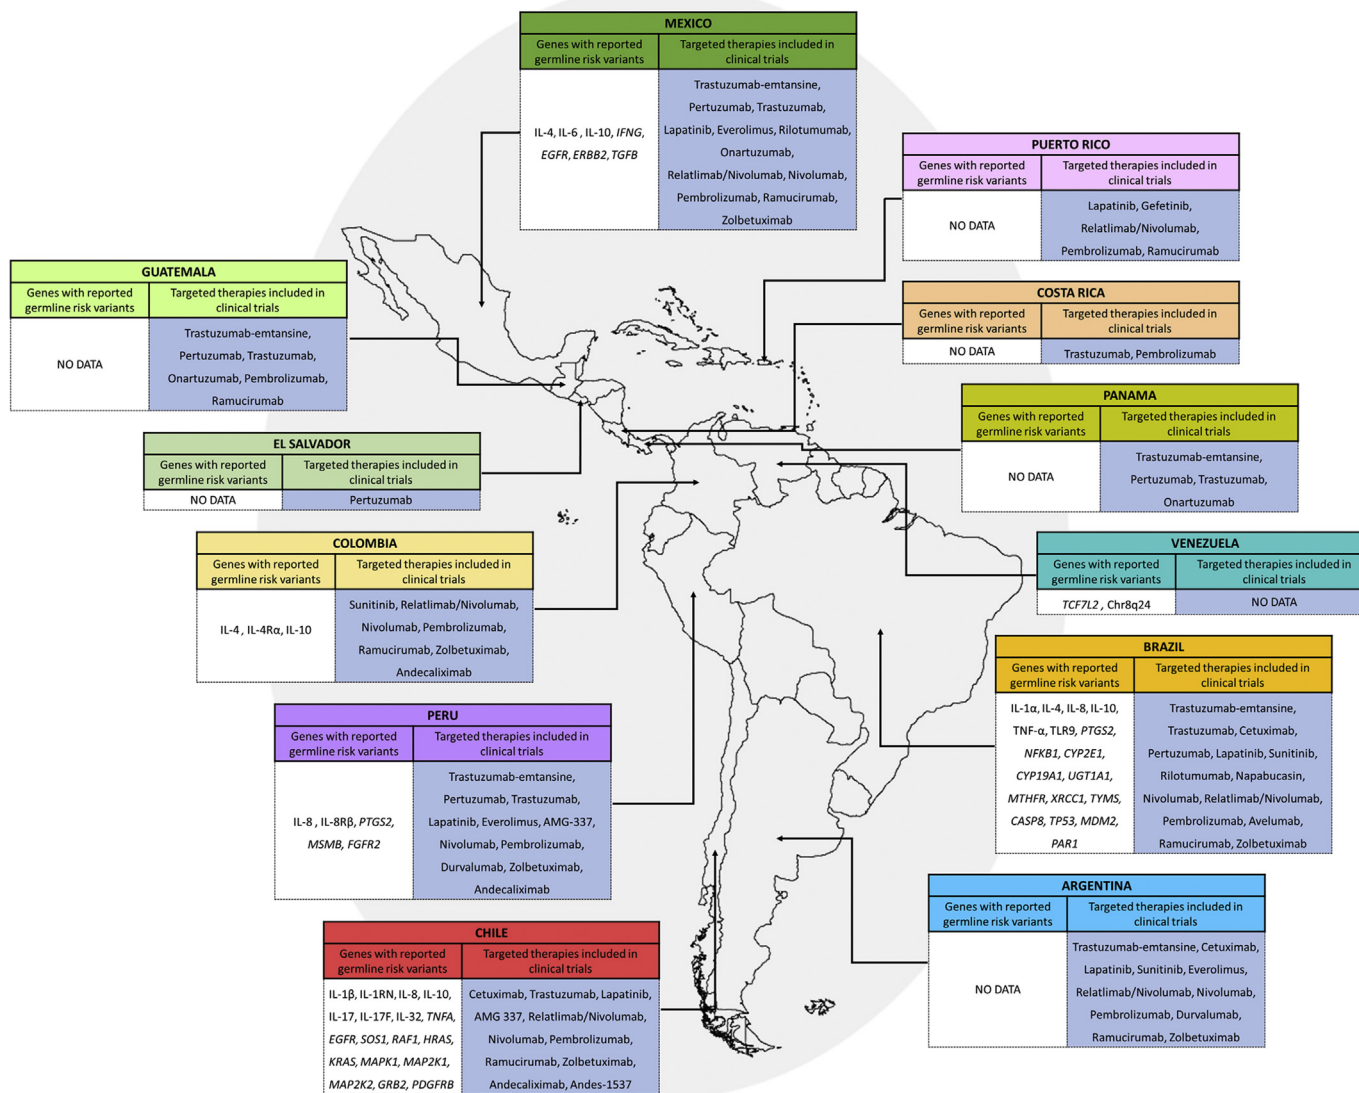 MEXICO
Genes with reported
germline risk variants
Targeted therapies included in
clinical trials
IL-4, IL-6 , IL-10, IFNG,
EGFR, ERBB2, TGFB
Trastuzumab-emtansine,
Pertuzumab, Trastuzumab,
Lapatinib, Everolimus, Rilotumumab,
Onartuzumab,
Relatlimab/Nivolumab, Nivolumab,
Pembrolizumab, Ramucirumab,
Zolbetuximab
PUERTO RICO
Genes with reported
germline risk variants
Targeted therapies included in
clinical trials
NO DATA
Lapatinib, Gefetinib,
Relatlimab/Nivolumab,
Pembrolizumab, Ramucirumab
GUATEMALA
Genes with reported
germline risk variants
Targeted therapies included in
clinical trials
NO DATA
Trastuzumab-emtansine,
Pertuzumab, Trastuzumab,
Onartuzumab, Pembrolizumab,
Ramucirumab
COSTA RICA
Genes with reported
germline risk variants
Targeted therapies included in
clinical trials
NO DATA
Trastuzumab, Pembrolizumab
PANAMA
Genes with reported
germline risk variants
Targeted therapies included in
clinical trials
NO DATA
Trastuzumab-emtansine,
Pertuzumab, Trastuzumab,
Onartuzumab
EL SALVADOR
Genes with reported
germline risk variants
Targeted therapies included in
clinical trials
NO DATA
Pertuzumab
COLOMBIA
Genes with reported
germline risk variants
Targeted therapies included in
clinical trials
IL-4 , IL-4Rα, IL-10
Sunitinib, Relatlimab/Nivolumab,
Nivolumab, Pembrolizumab,
Ramucirumab, Zolbetuximab,
Andecaliximab
VENEZUELA
Genes with reported
germline risk variants
Targeted therapies included in
clinical trials
TCF7L2 , Chr8q24
NO DATA
BRAZIL
Genes with reported
germline risk variants
Targeted therapies included in
clinical trials
IL-1α, IL-4, IL-8, IL-10,
TNF-α, TLR9, PTGS2,
NFKB1, CYP2E1,
CYP19A1, UGT1A1,
MTHFR, XRCC1, TYMS,
CASP8, TP53, MDM2,
PAR1
Trastuzumab-emtansine,
Trastuzumab, Cetuximab,
Pertuzumab, Lapatinib, Sunitinib,
Rilotumumab, Napabucasin,
Nivolumab, Relatlimab/Nivolumab,
Pembrolizumab, Avelumab,
Ramucirumab, Zolbetuximab
PERU
Genes with reported
germline risk variants
Targeted therapies included in
clinical trials
IL-8 , IL-8Rβ, PTGS2,
MSMB, FGFR2
Trastuzumab-emtansine,
Pertuzumab, Trastuzumab,
Lapatinib, Everolimus, AMG-337,
Nivolumab, Pembrolizumab,
Durvalumab, Zolbetuximab,
Andecaliximab
ARGENTINA
Genes with reported
germline risk variants
Targeted therapies included in
clinical trials
NO DATA
Trastuzumab-emtansine, Cetuximab,
Lapatinib, Sunitinib, Everolimus,
Relatlimab/Nivolumab, Nivolumab,
Pembrolizumab, Durvalumab,
Ramucirumab, Zolbetuximab
CHILE
Genes with reported
germline risk variants
Targeted therapies included in
clinical trials
IL-1β, IL-1RN, IL-8, IL-10,
IL-17, IL-17F, IL-32, TNFA,
EGFR, SOS1, RAF1, HRAS,
KRAS, MAPK1, MAP2K1,
MAP2K2, GRB2, PDGFRB
Cetuximab, Trastuzumab, Lapatinib,
AMG 337, Relatlimab/Nivolumab,
Nivolumab, Pembrolizumab,
Ramucirumab, Zolbetuximab,
Andecaliximab, Andes-1537